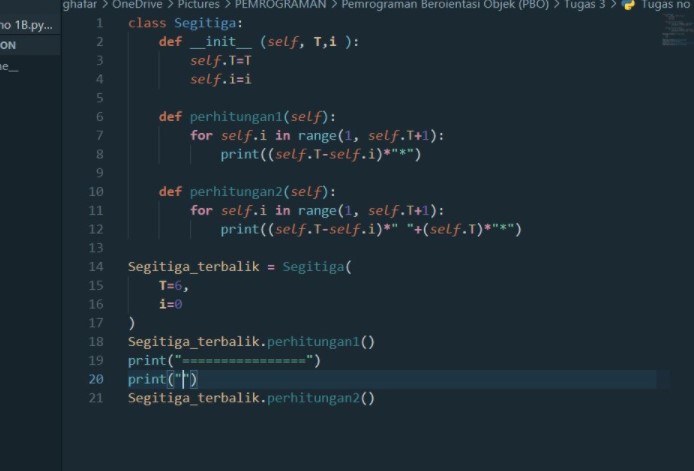 ghafar > OneDrive > Pictures > PEMROGRAMAN > Pemrograman Beroientasi Objek (PBO) > Tugas 3 > Tugas no
no 1B.py...
ON
ne__
1 class Segitiga:
2 def __init__ (self, T,i ):
3 self.T=T
4 self.i=i
5
6 def perhitungan1(self):
7 for self.i in range(1, self.T+1):
8 print((self.T-self.i)*"*")
9
10 def perhitungan2(self):
11 for self.i in range(1, self.T+1):
12 print((self.T-self.i)*" "+(self.T)*"*")
13
14 Segitiga_terbalik = Segitiga(
15 T=6,
16 i=0
17 )
18 Segitiga_terbalik.perhitungan1()
19 print("================")
20 print("")
21 Segitiga_terbalik.perhitungan2()